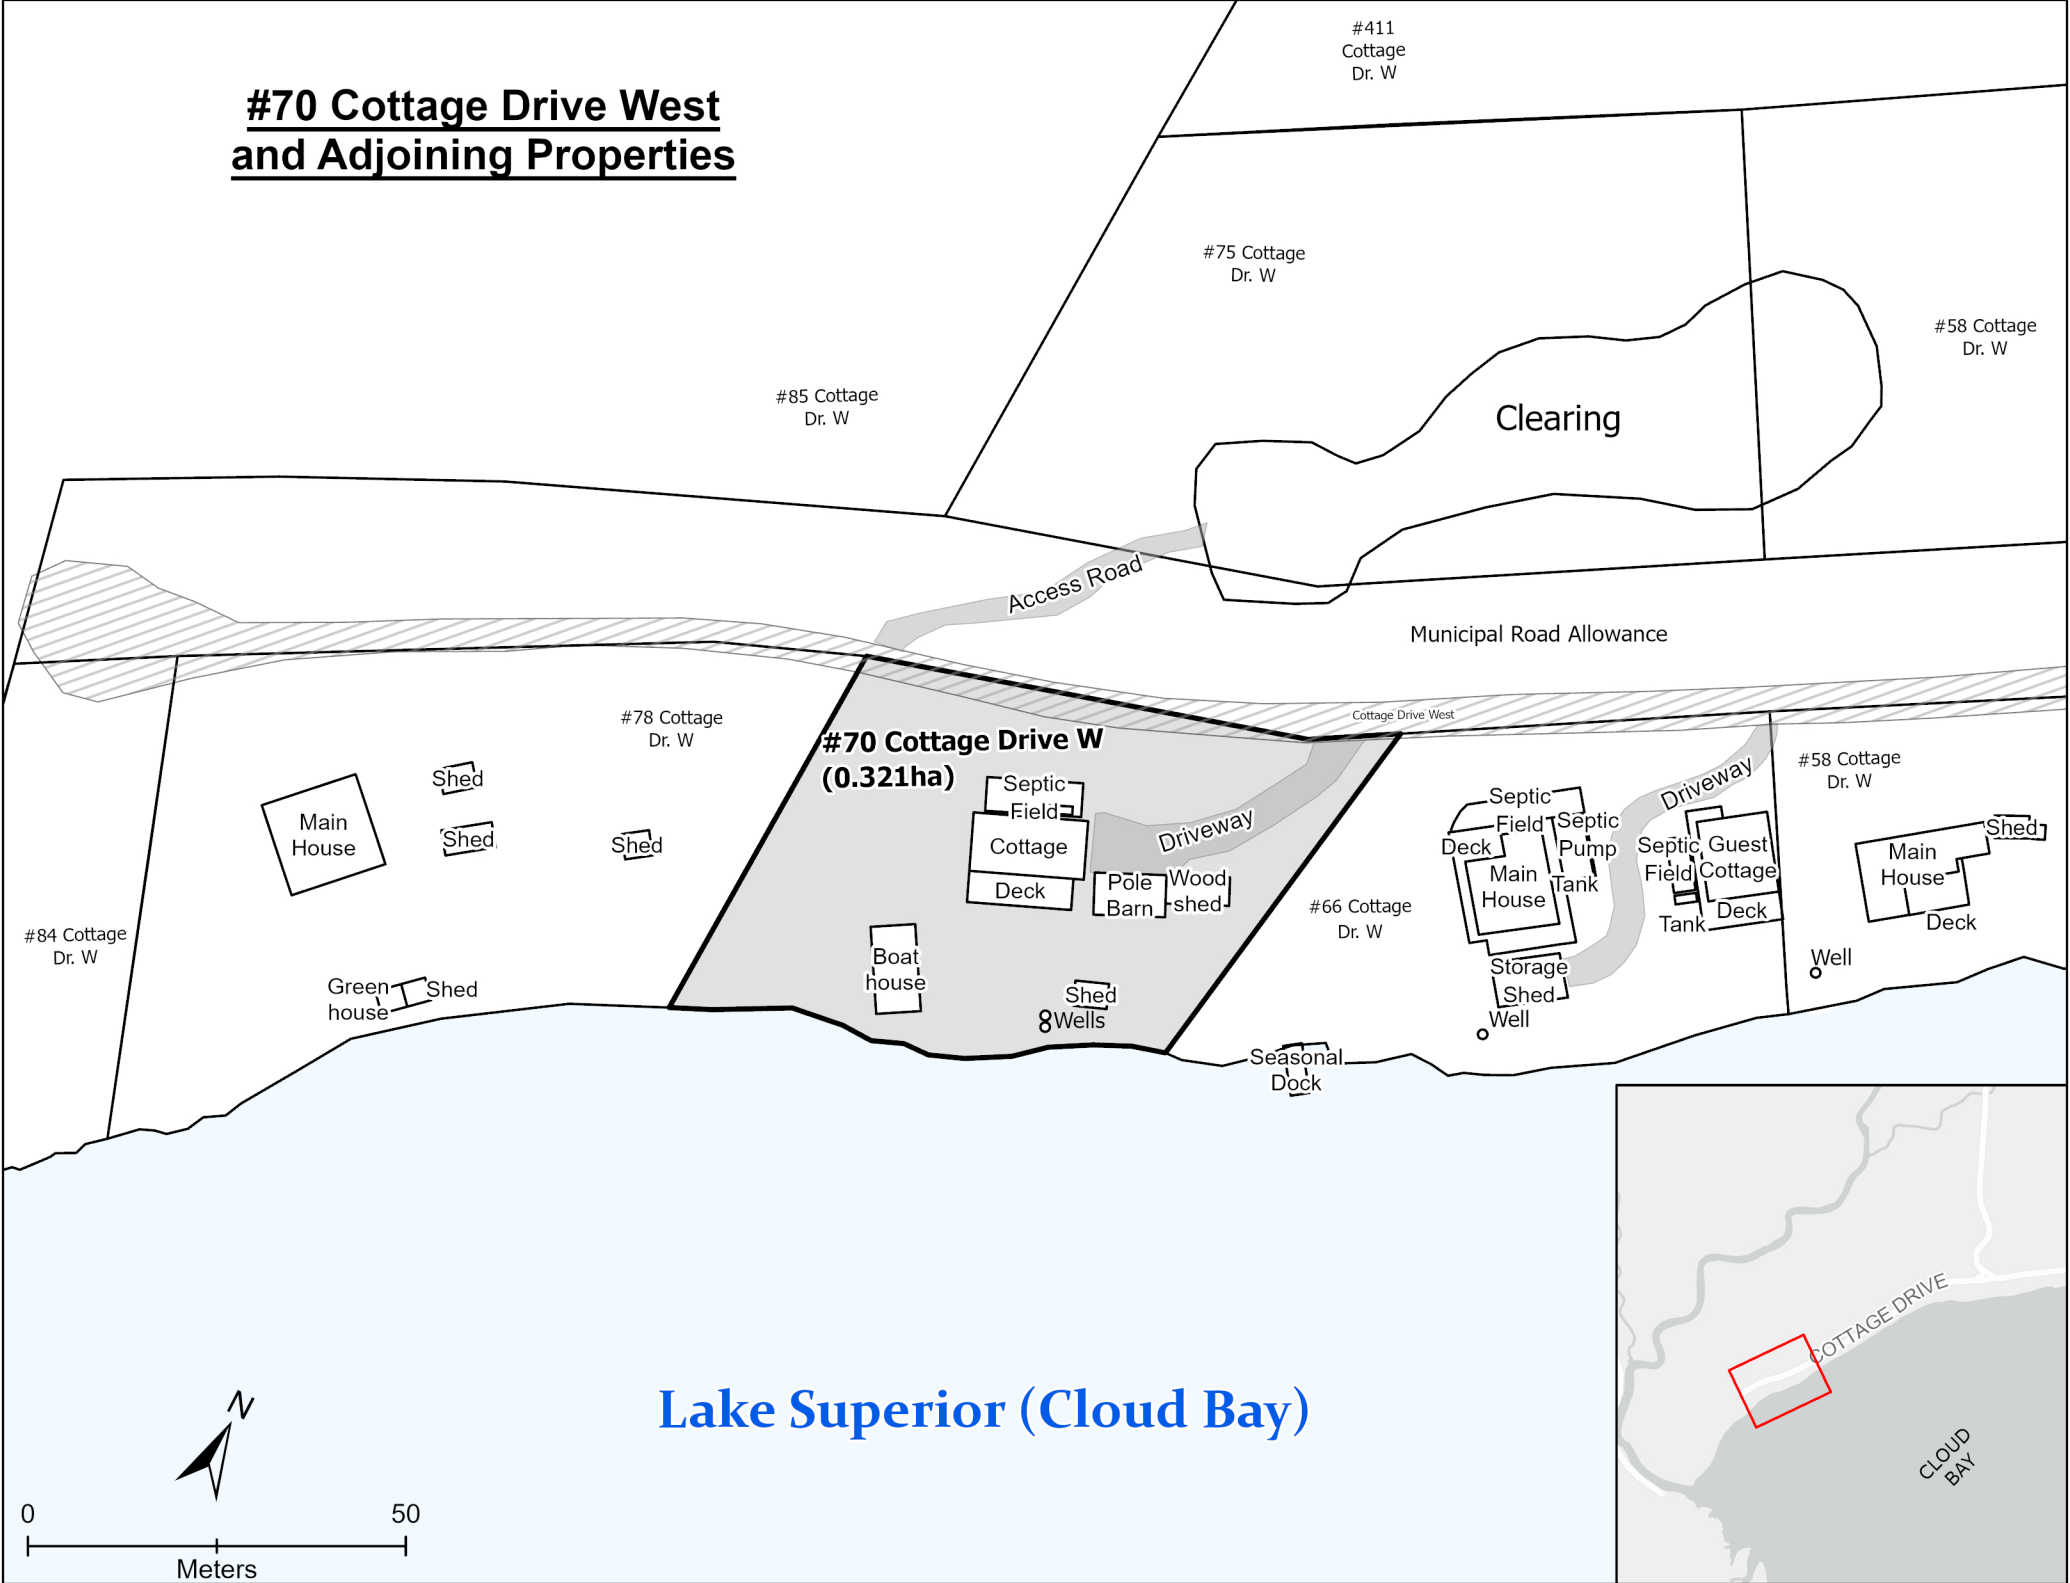 #411
Cottage
Dr. W
#70 Cottage Drive West
and Adjoining Properties
#75 Cottage
Dr. W
#58 Cottage
Dr. W
#85 Cottage
Dr. W
Clearing
Access Road
Municipal Road Allowance
Cottage Drive West
#78 Cottage
Dr. W
#70 Cottage Drive W
(0.321ha)
#58 Cottage
Dr. W
Shed
Main
House
Shed
Shed
Septic
Field
Cottage
Deck
Driveway
Pole
Barn
Wood
shed
Boat
house
Shed
Wells
#84 Cottage
Dr. W
Green
house
Shed
#66 Cottage
Dr. W
Septic
Field
Deck
Main
House
Septic
Pump
Tank
Driveway
Septic
Field
Guest
Cottage
Tank
Deck
Storage
Shed
Well
Seasonal
Dock
Main
House
Shed
Deck
Well
Lake Superior (Cloud Bay)
N
0
50
Meters
COTTAGE DRIVE
CLOUD
BAY